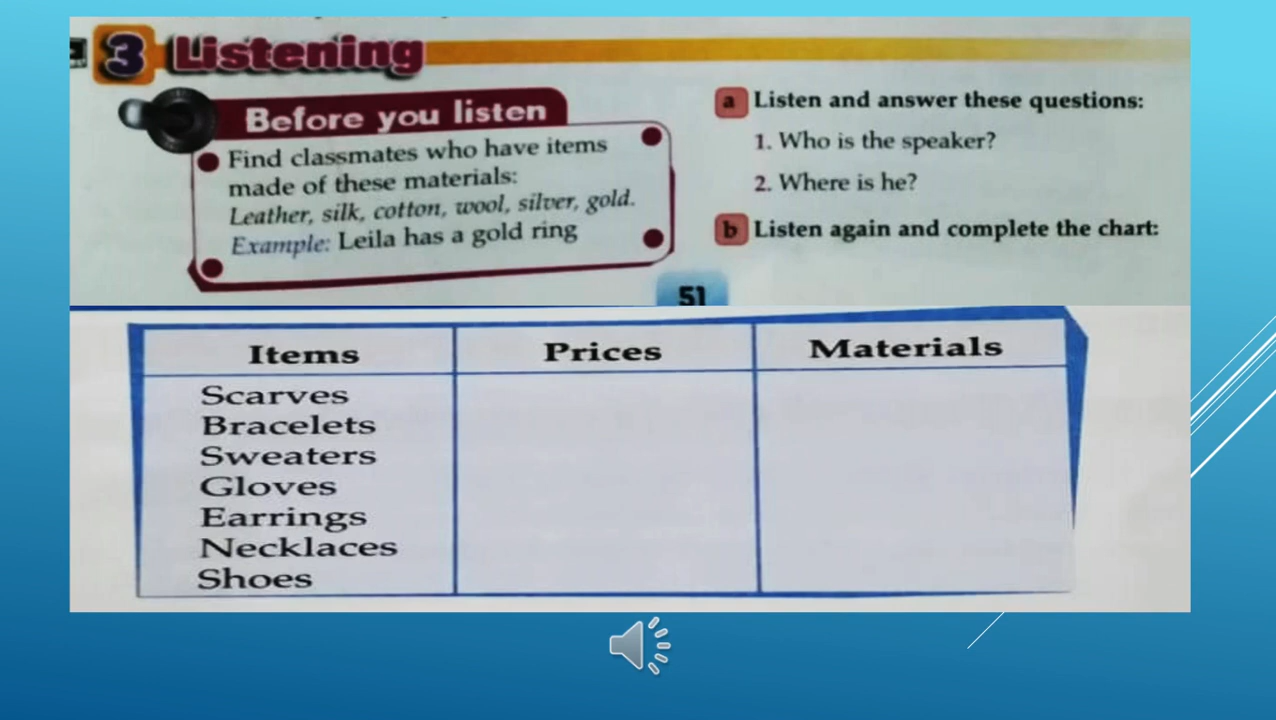 3 Listening
Before you listen
Find classmates who have items
made of these materials:
Leather, silk, cotton, wool, silver, gold.
Example: Leila has a gold ring
a Listen and answer these questions:
1. Who is the speaker?
2. Where is he?
b Listen again and complete the chart:
51
Items Prices Materials
Scarves
Bracelets
Sweaters
Gloves
Earrings
Necklaces
Shoes